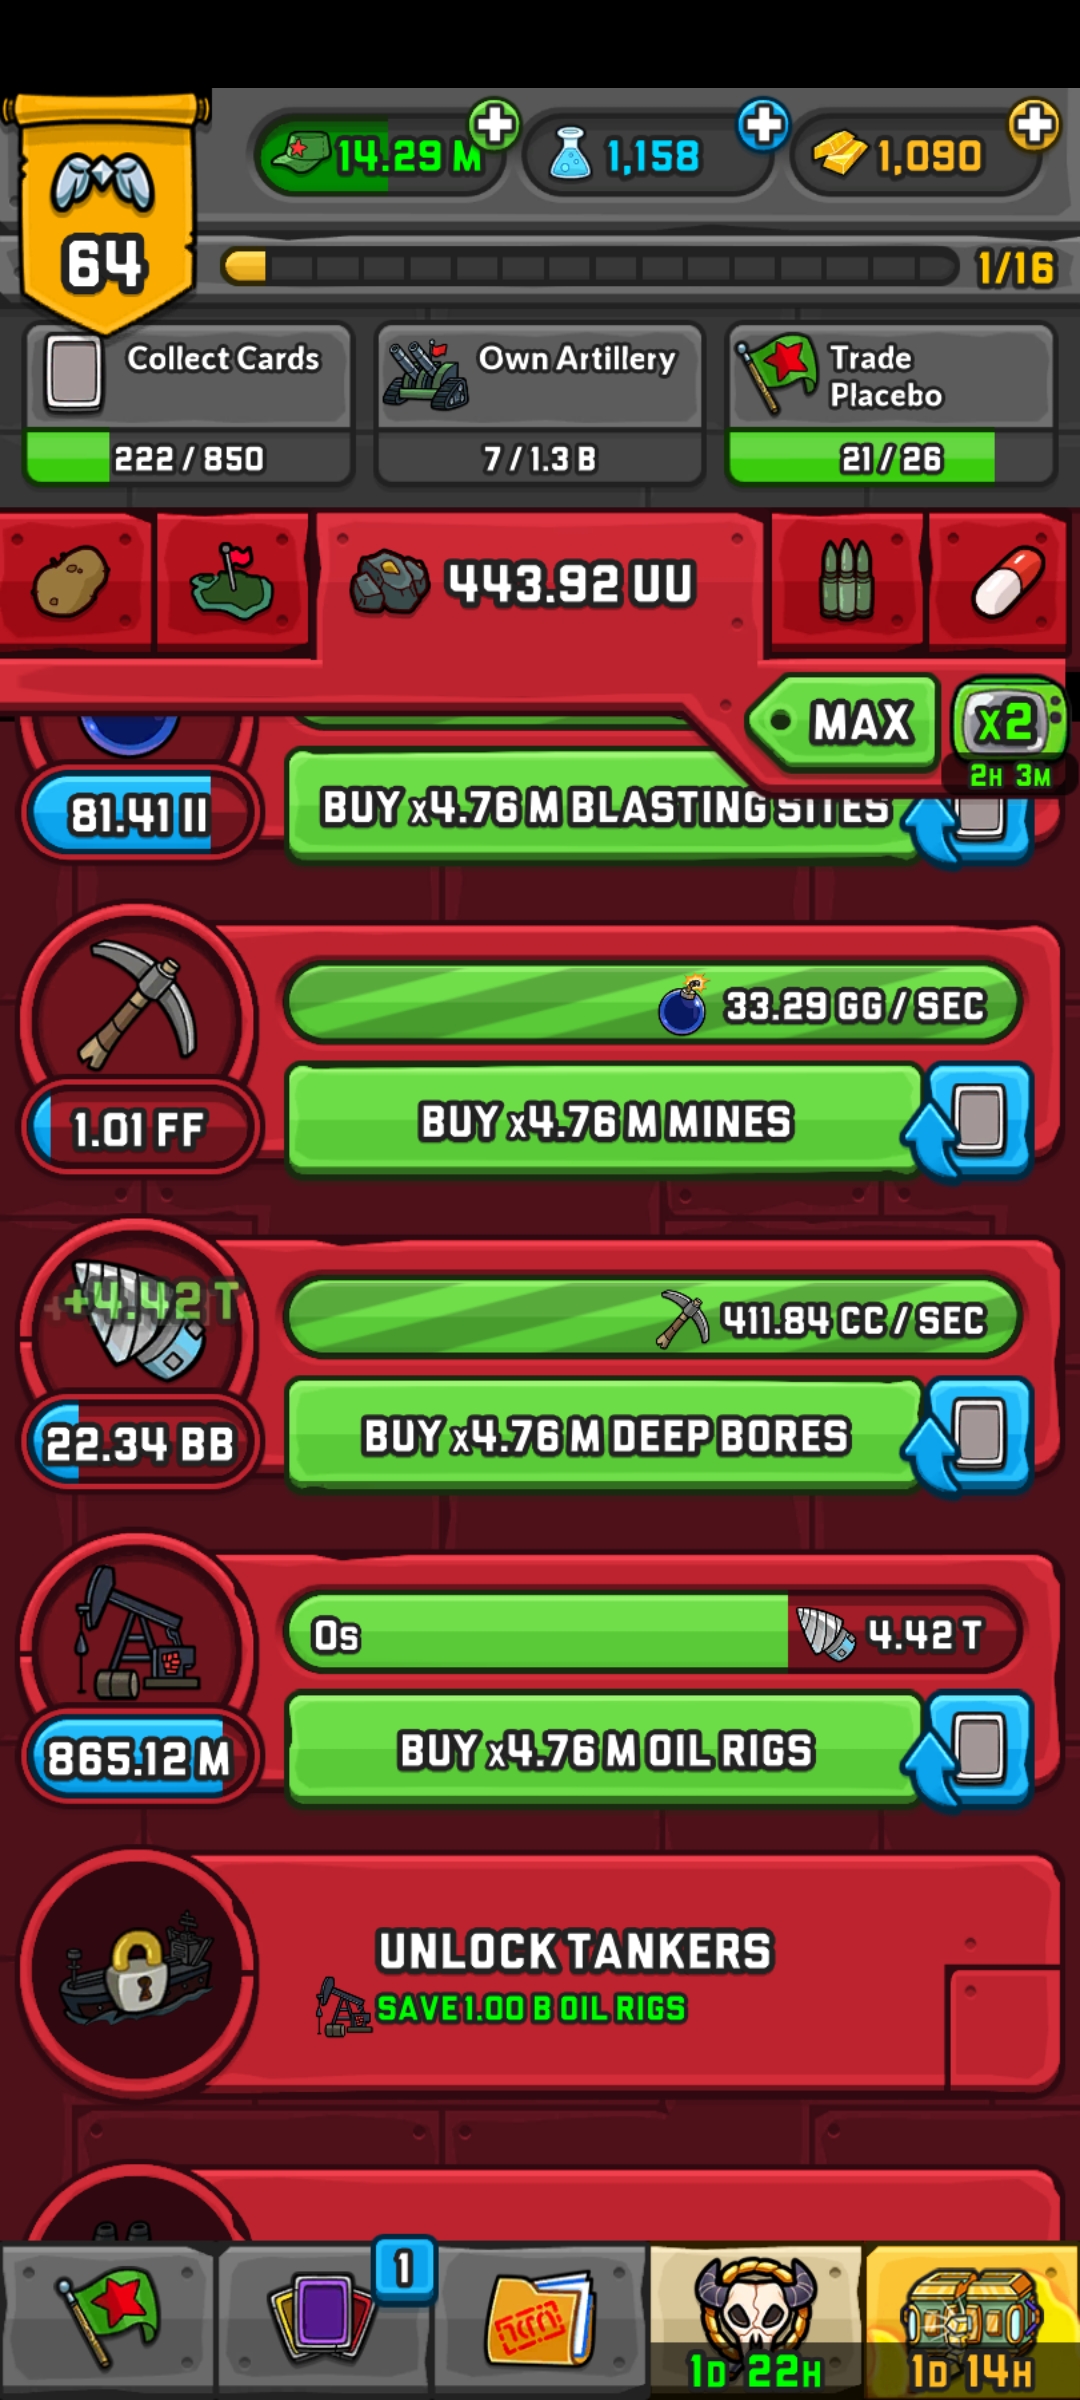 64
14.29 M
1,158
1,090
1/16
Collect Cards
222 / 850
Own Artillery
7 / 1.3 B
Trade
Placebo
21 / 26
443.92 UU
MAX
x2
2H 3M
81.41 II
BUY x4.76 M BLASTING SITES
33.29 GG / SEC
1.01 FF
BUY x4.76 M MINES
+4.42 T
411.84 CC / SEC
22.34 BB
BUY x4.76 M DEEP BORES
0s
4.42 T
865.12 M
BUY x4.76 M OIL RIGS
UNLOCK TANKERS
SAVE 1.00 B OIL RIGS
1
1D 22H
1D 14H